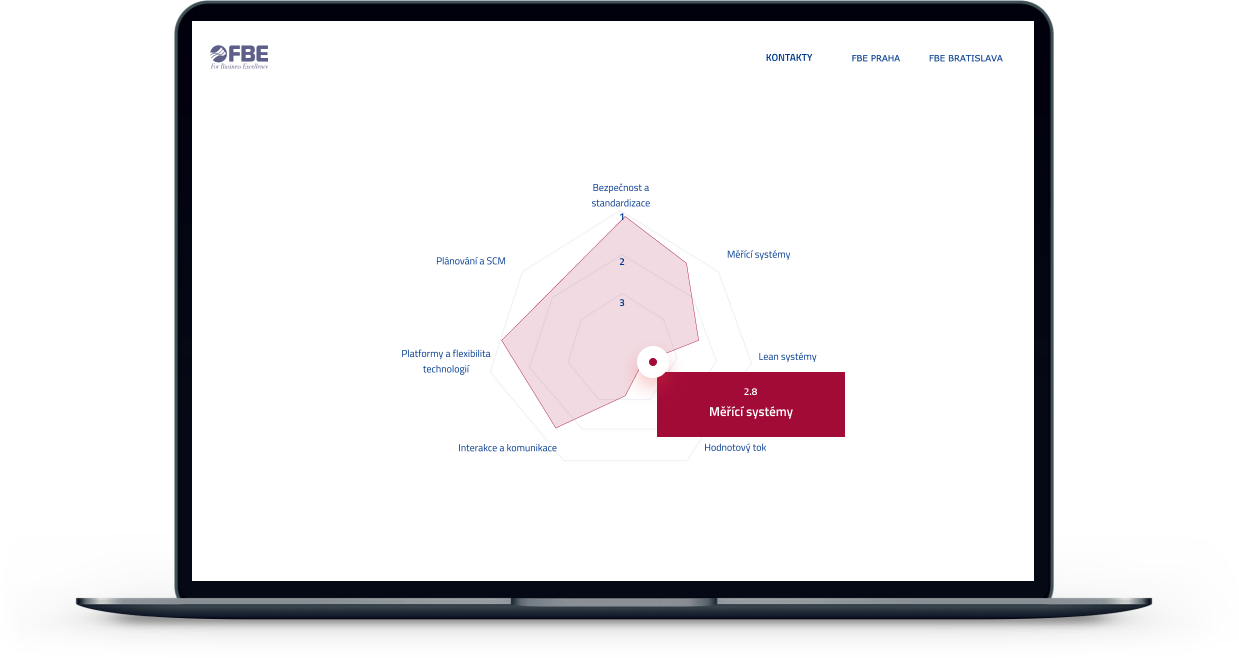 FBE
For Business Excellence
KONTAKTY
FBE PRAHA
FBE BRATISLAVA
Bezpečnost a
standardizace
1
Měřící systémy
Plánování a SCM
2
3
Platformy a flexibilita
technologií
Lean systémy
2.8
Měřící systémy
Interakce a komunikace
Hodnotový tok